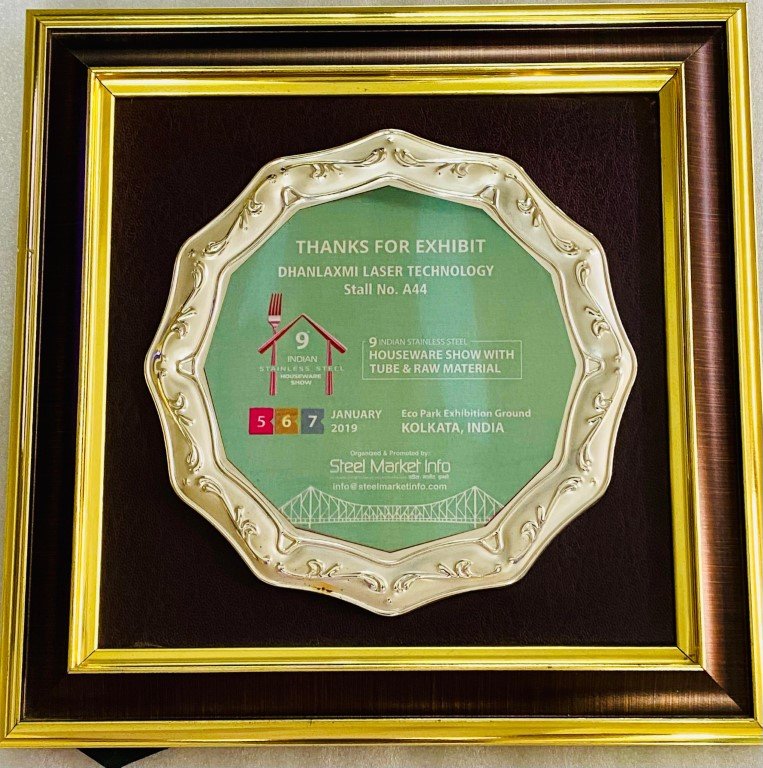 THANKS FOR EXHIBIT
DHANLAXMI LASER TECHNOLOGY
Stall No. A44
9
INDIAN
STAINLESS STEEL
HOUSEWARE
SHOW
9 INDIAN STAINLESS STEEL
HOUSEWARE SHOW WITH
TUBE & RAW MATERIAL
5 6 7 JANUARY
2019
Eco Park Exhibition Ground
KOLKATA, INDIA
Organized & Promoted by:
Steel Market Info
info@steelmarketinfo.com